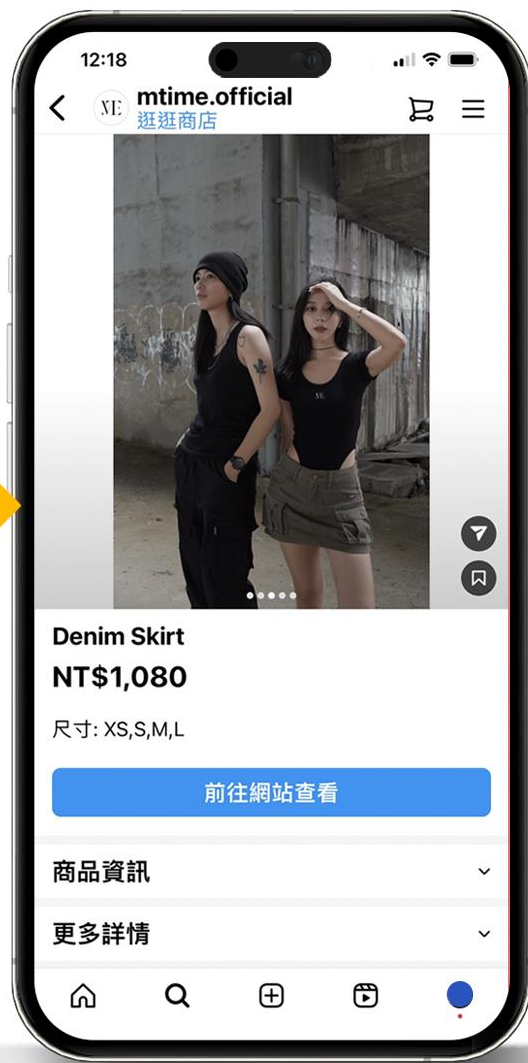 12:18
mtime.official
逛逛商店
Denim Skirt
NT$1,080
尺寸: XS,S,M,L
前往網站查看
商品資訊
更多詳情